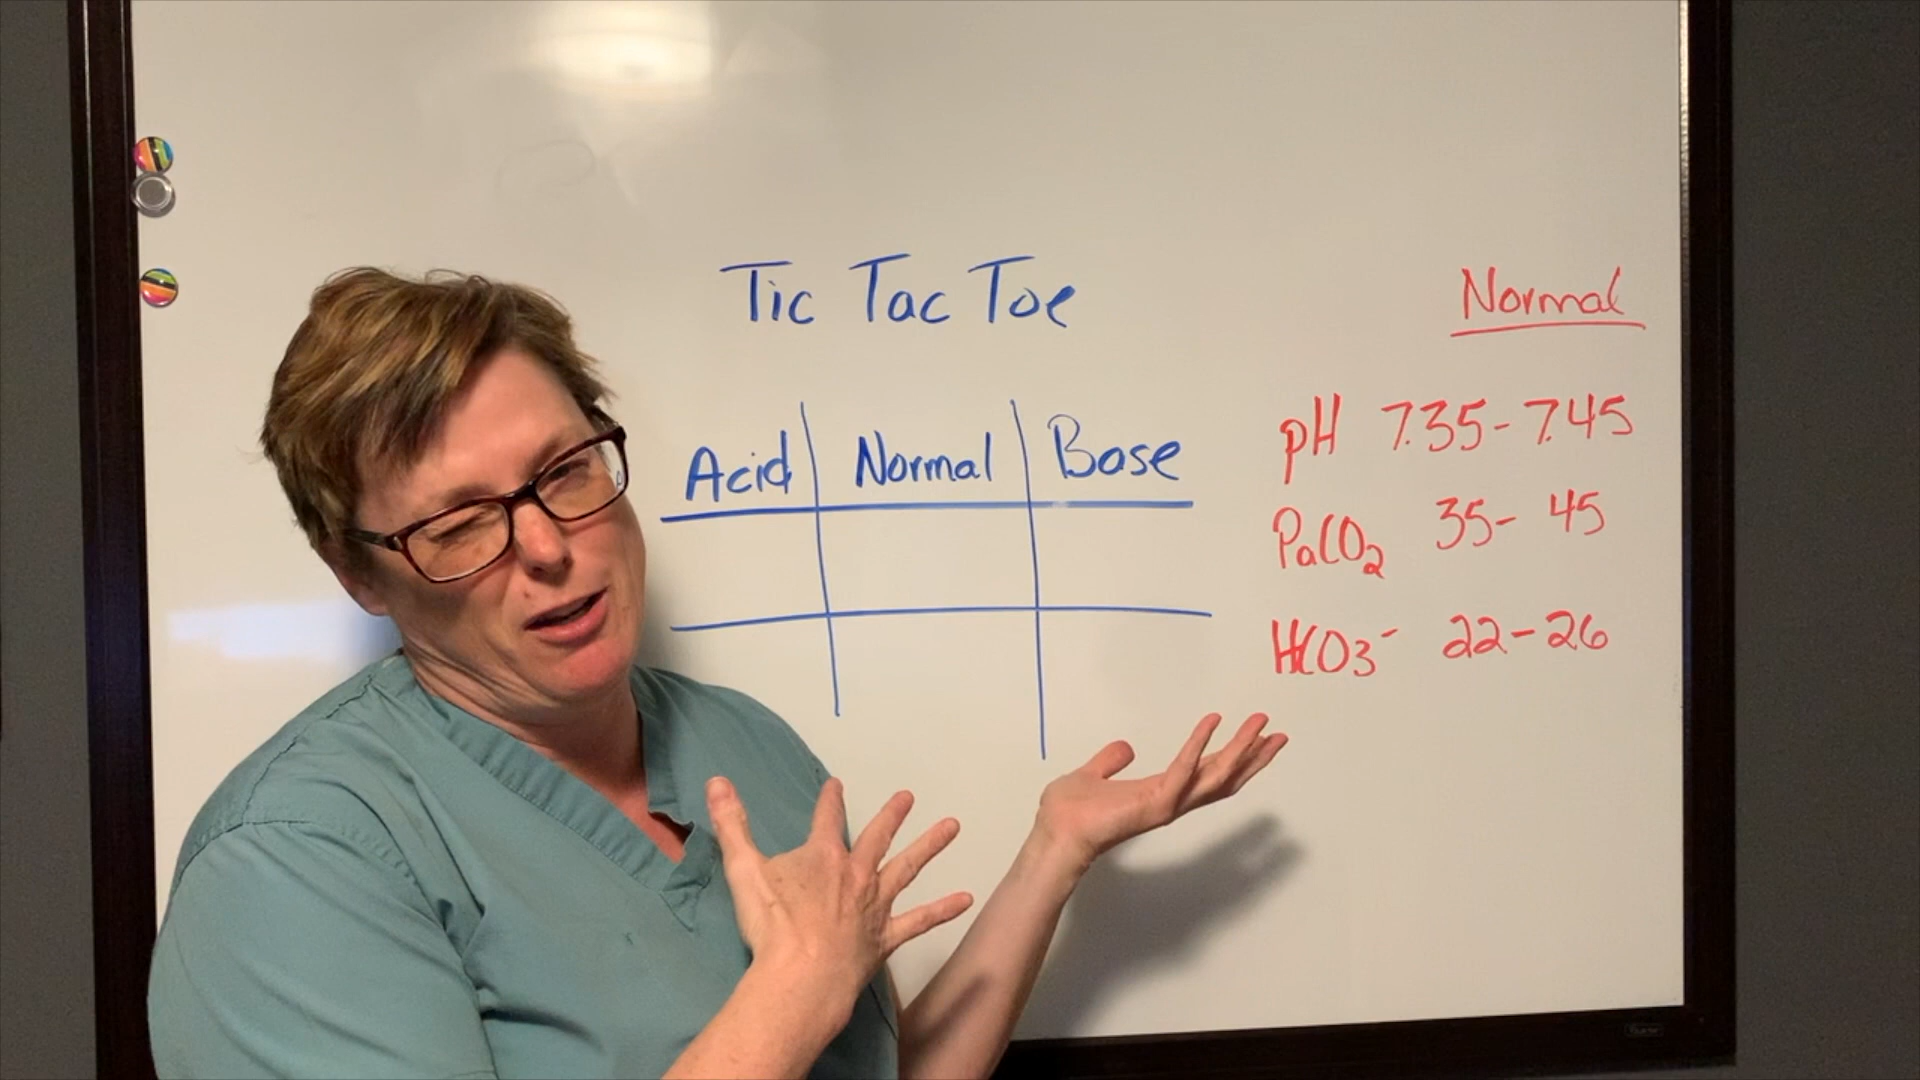 Tic Tac Toe
Acid Normal Base
Normal
pH 7.35-7.45
PaCO2 35-45
HCO3- 22-26